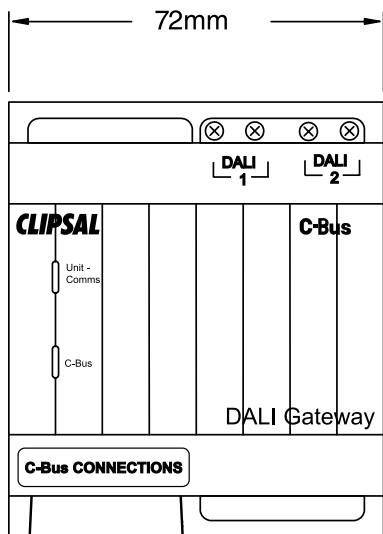 72mm
DALI
1
DALI
2
CLIPSAL
C-Bus
Unit -
Comms
C-Bus
DALI Gateway
C-Bus CONNECTIONS